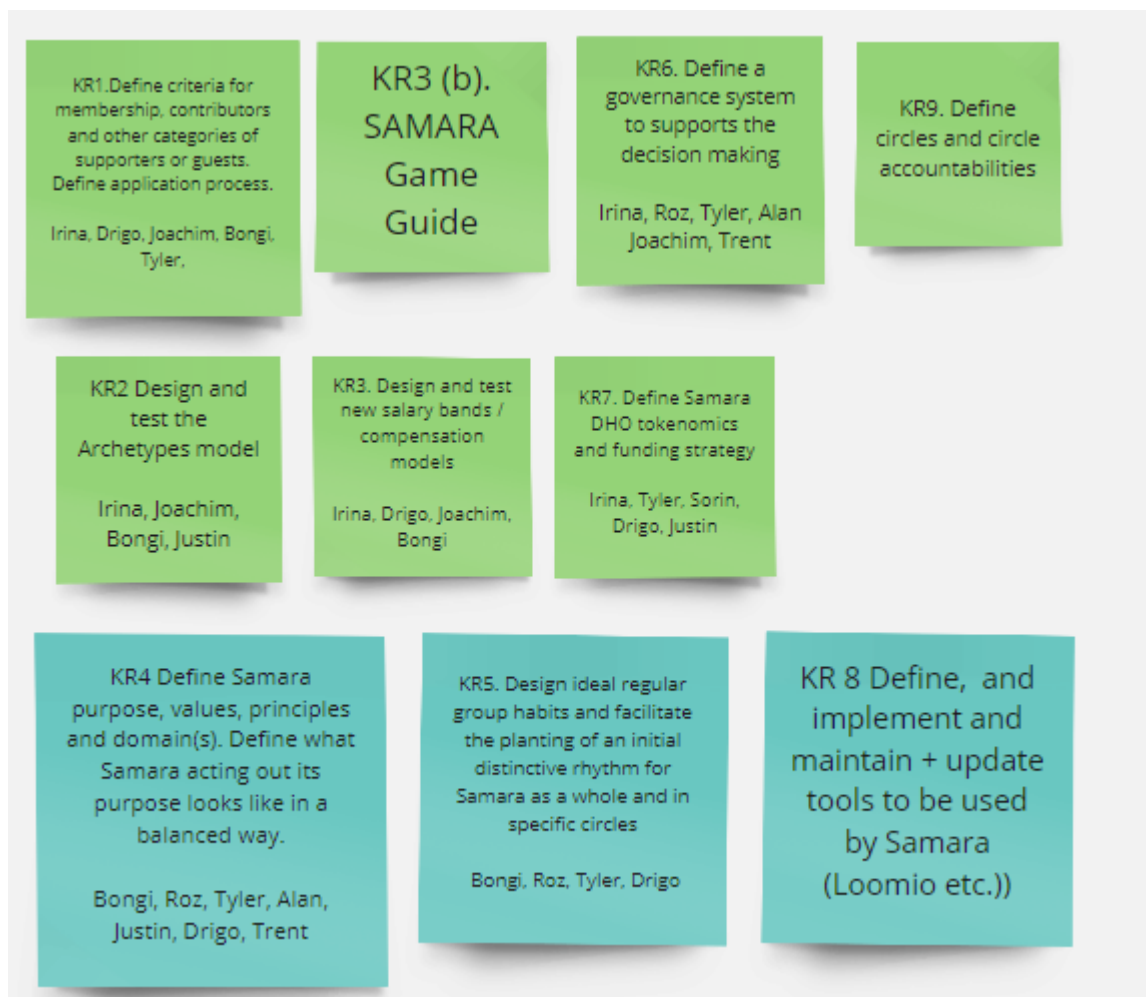 KR1.Define criteria for
membership, contributors
and other categories of
supporters or guests.
Define application process.
Irina, Drigo, Joachim, Bongi,
Tyler,
KR3 (b).
SAMARA
Game
Guide
KR6. Define a
governance system
to supports the
decision making
Irina, Roz, Tyler, Alan
Joachim, Trent
KR9. Define
circles and circle
accountabilities
KR2 Design and
test the
Archetypes model
Irina, Joachim,
Bongi, Justin
KR3. Design and test
new salary bands /
compensation
models
Irina, Drigo, Joachim,
Bongi
KR7. Define Samara
DHO tokenomics
and funding strategy
Irina, Tyler, Sorin,
Drigo, Justin
KR4 Define Samara
purpose, values, principles
and domain(s). Define what
Samara acting out its
purpose looks like in a
balanced way.
Bongi, Roz, Tyler, Alan,
Justin, Drigo, Trent
KR5. Design ideal regular
group habits and facilitate
the planting of an initial
distinctive rhythm for
Samara as a whole and in
specific circles
Bongi, Roz, Tyler, Drigo
KR 8 Define,  and
implement and
maintain + update
tools to be used
by Samara
(Loomio etc.))